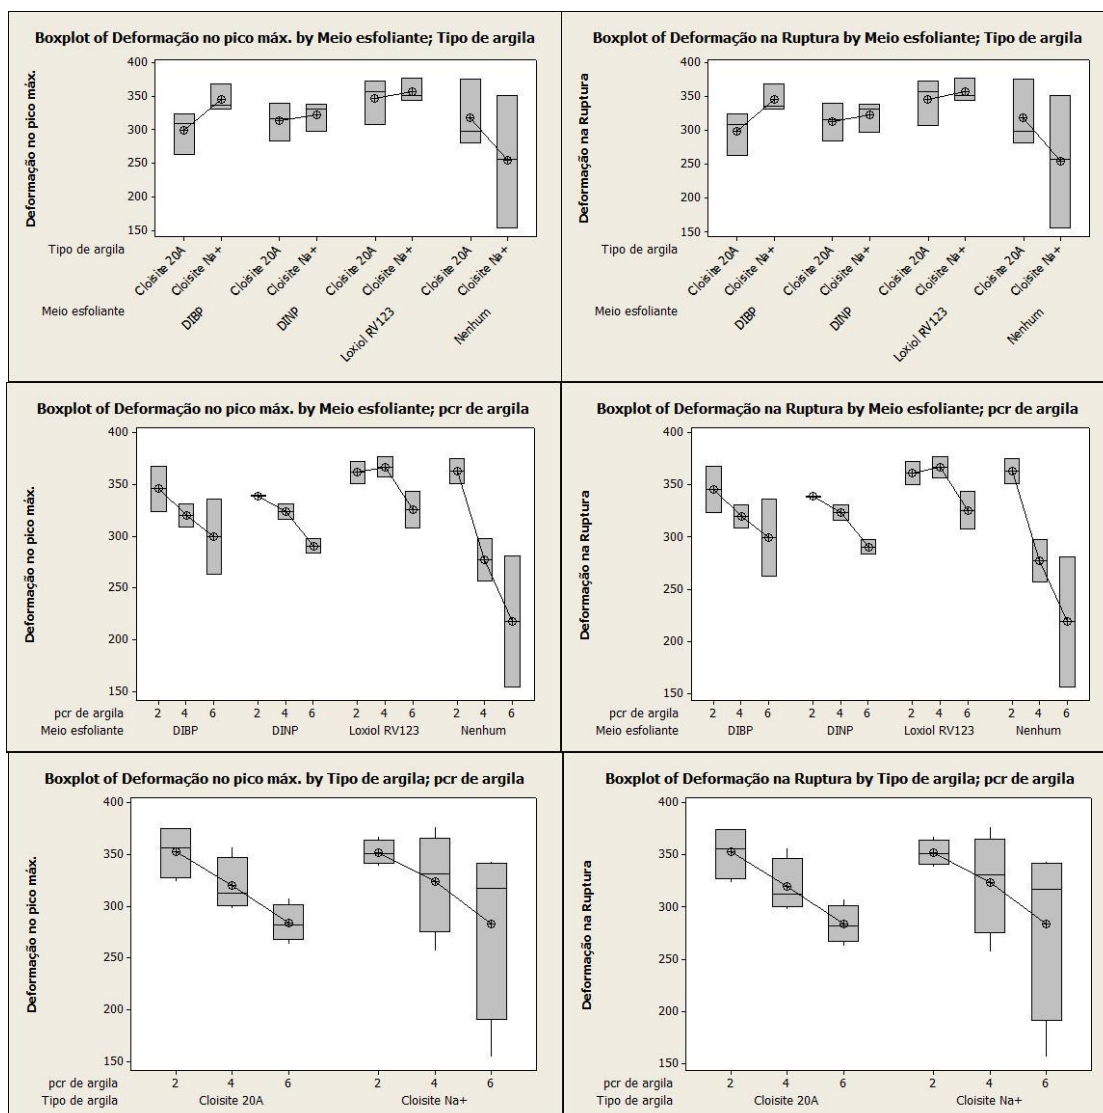 Boxplot of Deformação no pico máx. by Meio esfoliante; Tipo de argila
Deformação no pico máx.
400
350
300
250
200
150
Tipo de argila
Cloisite 20A
Cloisite Na+
Cloisite 20A
Cloisite Na+
Cloisite 20A
Cloisite Na+
Cloisite 20A
Cloisite Na+
Meio esfoliante
DIBP
DINP
Loxiol RV123
Nenhum
Boxplot of Deformação na Ruptura by Meio esfoliante; Tipo de argila
Deformação na Ruptura
400
350
300
250
200
150
Tipo de argila
Cloisite 20A
Cloisite Na+
Cloisite 20A
Cloisite Na+
Cloisite 20A
Cloisite Na+
Cloisite 20A
Cloisite Na+
Meio esfoliante
DIBP
DINP
Loxiol RV123
Nenhum
Boxplot of Deformação no pico máx. by Meio esfoliante; pcr de argila
Deformação no pico máx.
400
350
300
250
200
150
pcr de argila 2 4 6 2 4 6 2 4 6 2 4 6
Meio esfoliante DIBP DINP Loxiol RV123 Nenhum
Boxplot of Deformação na Ruptura by Meio esfoliante; pcr de argila
Deformação na Ruptura
400
350
300
250
200
150
pcr de argila 2 4 6 2 4 6 2 4 6 2 4 6
Meio esfoliante DIBP DINP Loxiol RV123 Nenhum
Boxplot of Deformação no pico máx. by Tipo de argila; pcr de argila
Deformação no pico máx.
400
350
300
250
200
150
pcr de argila 2 4 6 2 4 6
Tipo de argila Cloisite 20A Cloisite Na+
Boxplot of Deformação na Ruptura by Tipo de argila; pcr de argila
Deformação na Ruptura
400
350
300
250
200
150
pcr de argila 2 4 6 2 4 6
Tipo de argila Cloisite 20A Cloisite Na+